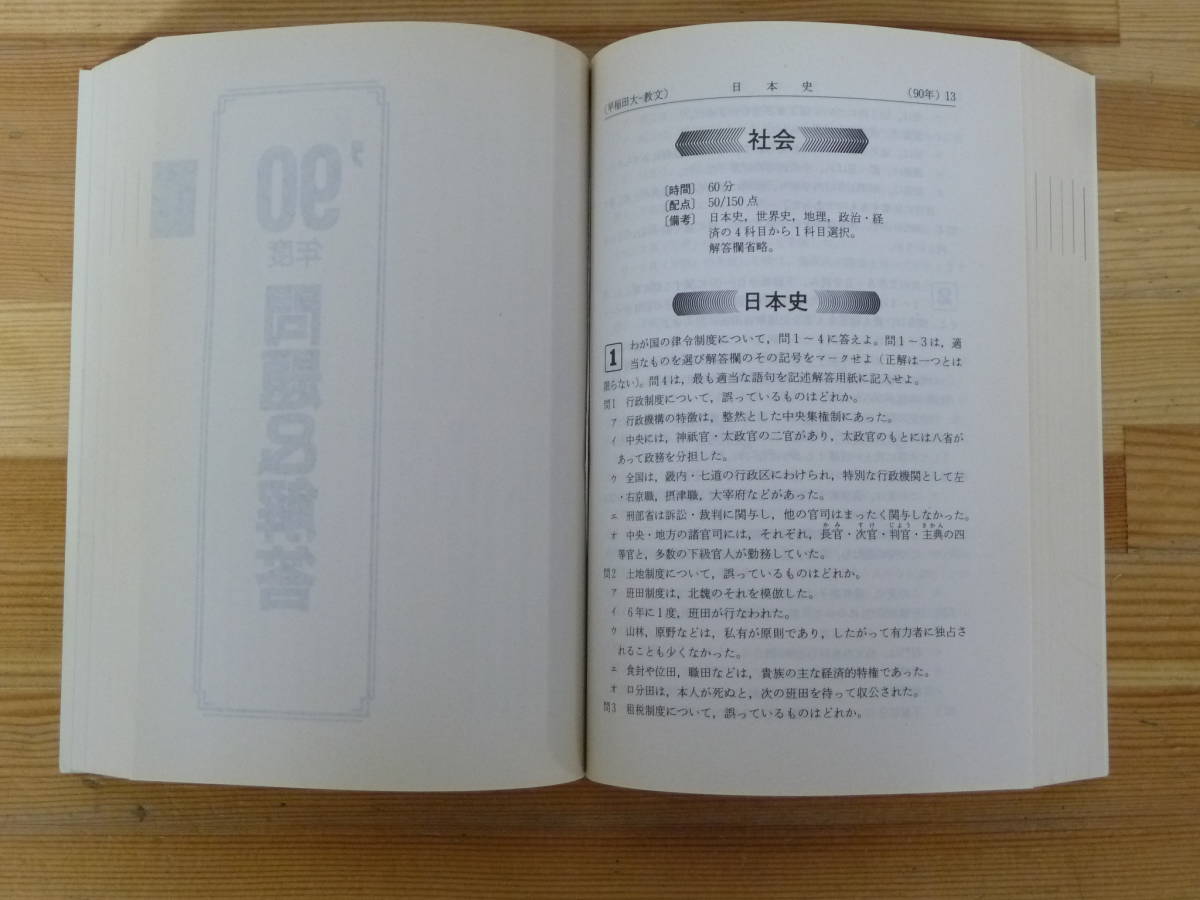 '90
年度
問題&解答
(早稲田大−教文) 日本史 (90年) 13
社会
〔時間〕 60分
〔配点〕 50/150点
〔備考〕 日本史，世界史，地理，政治・経
済の4科目から1科目選択。
解答欄省略。
日本史
1 わが国の律令制度について，問1〜4に答えよ。問1〜3は，適
当なものを選び解答欄のその記号をマークせよ（正解は一つとは
限らない）。問4は，最も適当な語句を記述解答用紙に記入せよ。
問1 行政制度について，誤っているものはどれか。
ア 行政機構の特徴は，整然とした中央集権制にあった。
イ 中央には，神祇官・太政官の二官があり，太政官のもとには八省が
あって政務を分担した。
ウ 全国は，畿内・七道の行政区にわけられ，特別な行政機関として左
・右京職，摂津職，大宰府などがあった。
エ 刑部省は訴訟・裁判に関与し，他の官司はまったく関与しなかった。
かみ すけ じょう さかん
オ 中央・地方の諸官司には，それぞれ，長官・次官・判官・主典の四
等官と，多数の下級官人が勤務していた。
問2 土地制度について，誤っているものはどれか。
ア 班田制度は，北魏のそれを模倣した。
イ 6年に1度，班田が行なわれた。
ウ 山林，原野などは，私有が原則であり，したがって有力者に独占さ
れることも少くなかった。
エ 食封や位田，職田などは，貴族の主な経済的特権であった。
オ 口分田は，本人が死ぬと，次の班田を待って収公された。
問3 租税制度について，誤っているものはどれか。
2